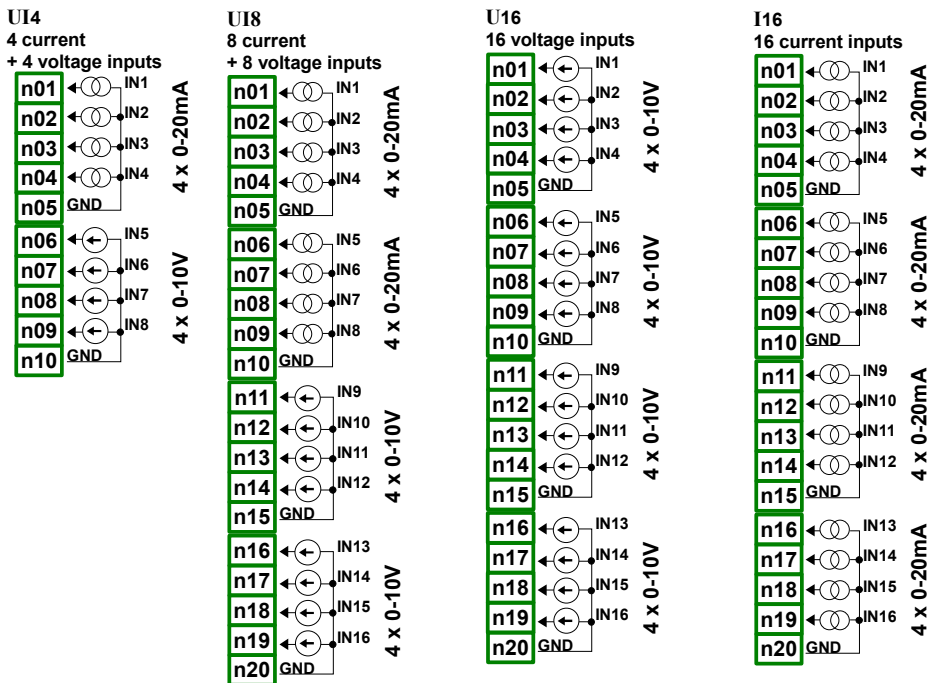 UI4
4 current
+ 4 voltage inputs
n01
IN1
n02
IN2
n03
IN3
n04
IN4
n05
GND
4 x 0-20mA
n06
IN5
n07
IN6
n08
IN7
n09
IN8
n10
GND
4 x 0-10V
UI8
8 current
+ 8 voltage inputs
n01
IN1
n02
IN2
n03
IN3
n04
IN4
n05
GND
4 x 0-20mA
n06
IN5
n07
IN6
n08
IN7
n09
IN8
n10
GND
4 x 0-20mA
n11
IN9
n12
IN10
n13
IN11
n14
IN12
n15
GND
4 x 0-10V
n16
IN13
n17
IN14
n18
IN15
n19
IN16
n20
GND
4 x 0-10V
U16
16 voltage inputs
n01
IN1
n02
IN2
n03
IN3
n04
IN4
n05
GND
4 x 0-10V
n06
IN5
n07
IN6
n08
IN7
n09
IN8
n10
GND
4 x 0-10V
n11
IN9
n12
IN10
n13
IN11
n14
IN12
n15
GND
4 x 0-10V
n16
IN13
n17
IN14
n18
IN15
n19
IN16
n20
GND
4 x 0-10V
I16
16 current inputs
n01
IN1
n02
IN2
n03
IN3
n04
IN4
n05
GND
4 x 0-20mA
n06
IN5
n07
IN6
n08
IN7
n09
IN8
n10
GND
4 x 0-20mA
n11
IN9
n12
IN10
n13
IN11
n14
IN12
n15
GND
4 x 0-20mA
n16
IN13
n17
IN14
n18
IN15
n19
IN16
n20
GND
4 x 0-20mA